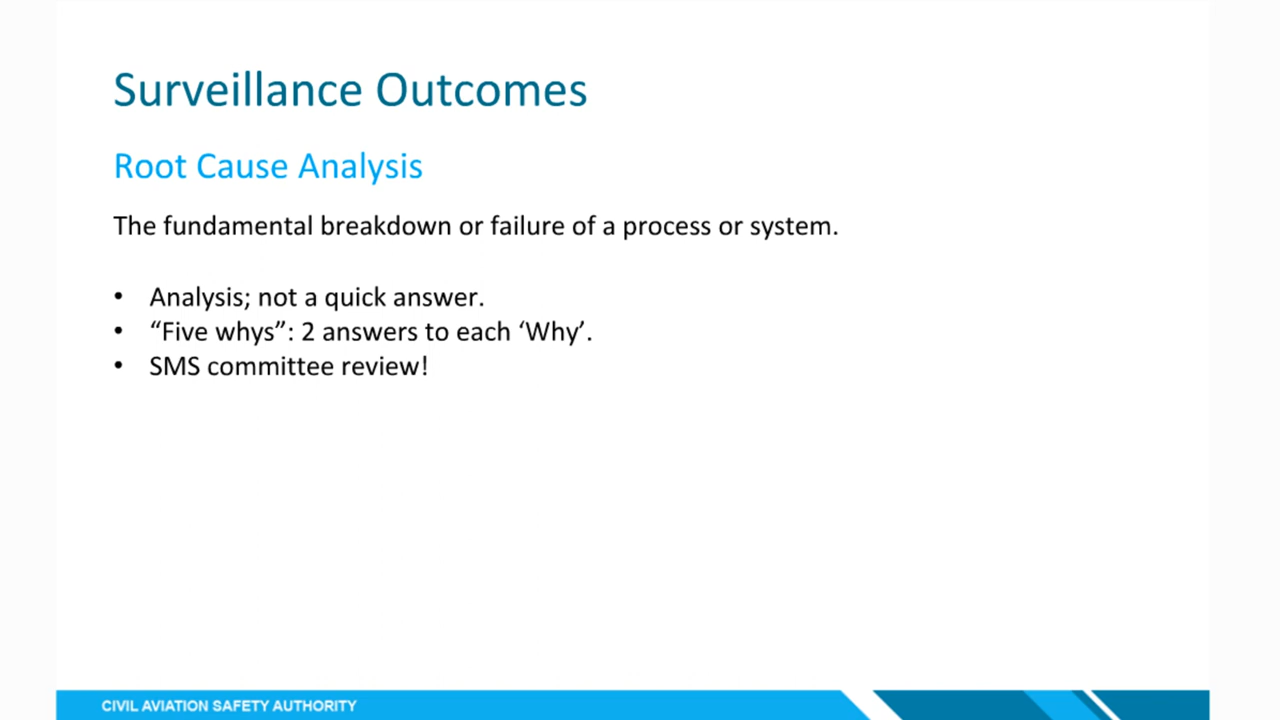 Surveillance Outcomes
Root Cause Analysis
The fundamental breakdown or failure of a process or system.
• Analysis; not a quick answer.
• “Five whys”: 2 answers to each ‘Why’.
• SMS committee review!
CIVIL AVIATION SAFETY AUTHORITY